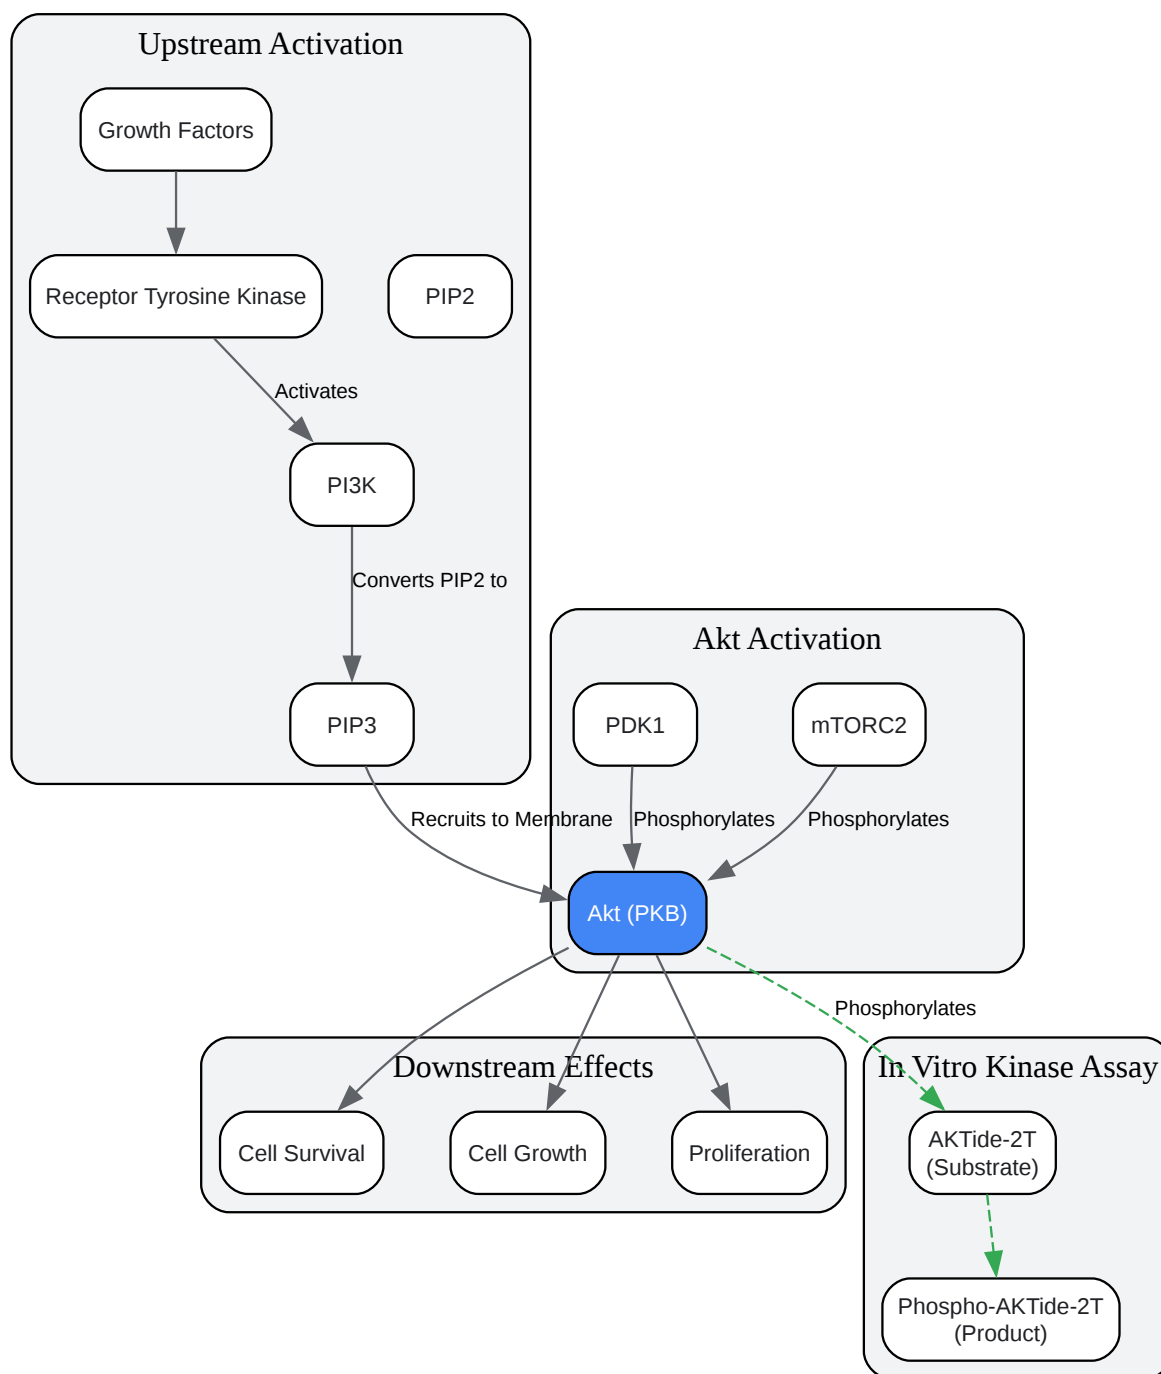 Upstream Activation
Growth Factors
Receptor Tyrosine Kinase
PIP2
Activates
PI3K
Converts PIP2 to
PIP3
Akt Activation
PDK1
mTORC2
Recruits to Membrane
Phosphorylates
Phosphorylates
Akt (PKB)
Phosphorylates
Downstream Effects
Cell Survival
Cell Growth
Proliferation
In Vitro Kinase Assay
AKTide-2T
(Substrate)
Phospho-AKTide-2T
(Product)